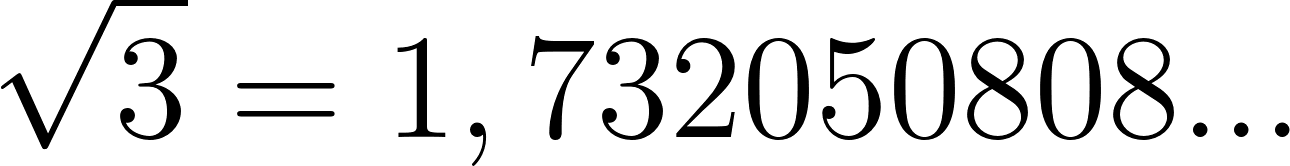 √3 = 1, 732050808...